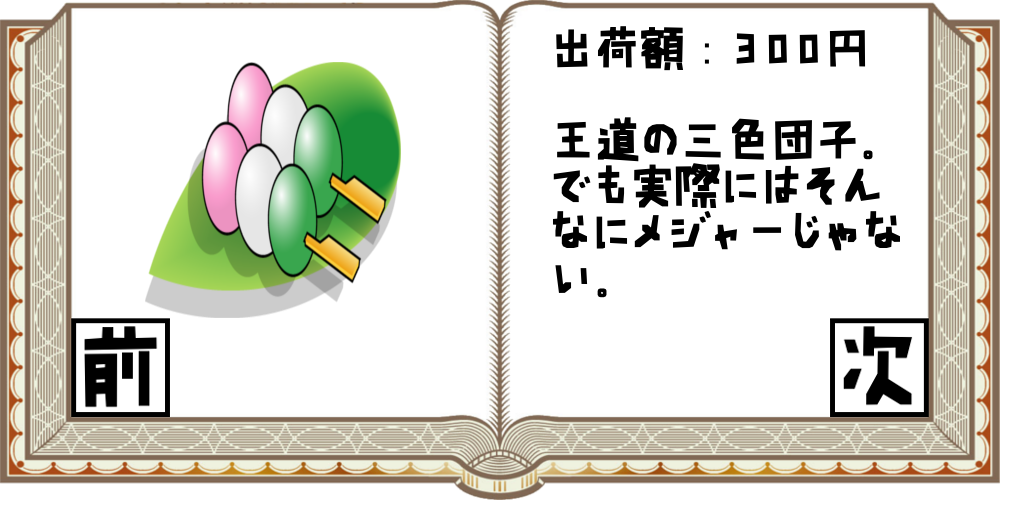 出荷額：300円
王道の三色団子。
でも実際にはそん
なにメジャーじゃな
い。
前
次